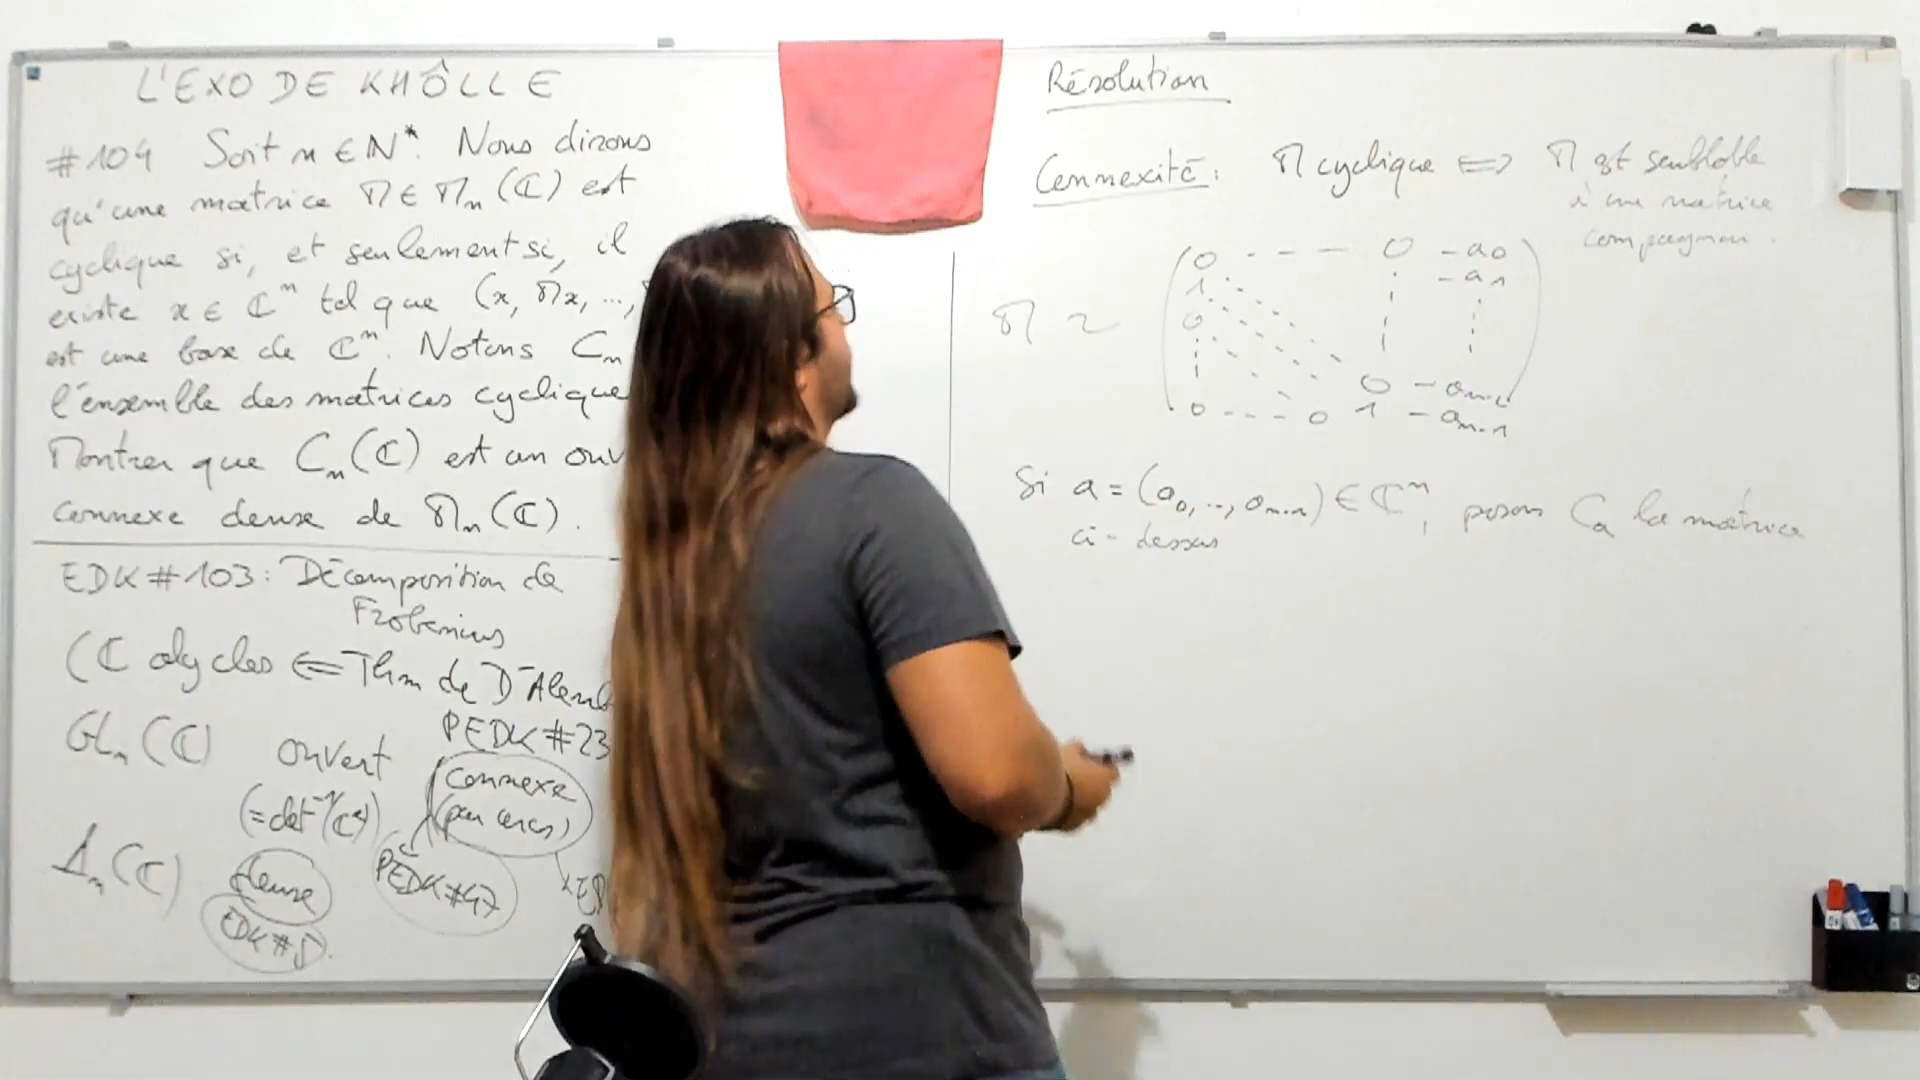 L'EXO DE KHÔLLE
#104 Soit n ∈ N*. Nous dirons
qu'une matrice M ∈ Mn(C) est
cyclique si, et seulement si, il
existe x ∈ C^n tel que (x, Mx, ...,
est une base de C^n. Notons Cn
l'ensemble des matrices cyclique
Montrer que Cn(C) est un ouv
connexe dense de Mn(C).
EDK #103 : Décomposition de
Frobenius
(C algclos ⇐ Thm de D'Alemb
PEDK #23
GLn(C) ouvert connexe
(= det^-1(C*)) (par arcs)
Δn(C) dense PEDK #47
EDK #5
Résolution
Connexité : M cyclique ⟺ M est semblable
à une matrice
compagnon.
M ~ ( 0 - - - 0 -a0 )
1 -a1
0
0 -an-2
0 - - - 0 1 -an-1
Si a = (a0, .., an-1) ∈ C^n, posons Ca la matrice
ci-dessus